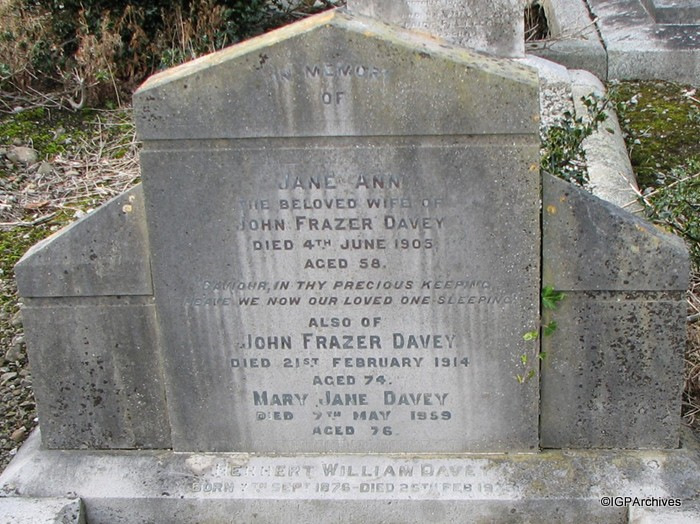 IN MEMORY
OF
JANE ANN
THE BELOVED WIFE OF
JOHN FRAZER DAVEY
DIED 4TH JUNE 1905
AGED 58.
SAVIOUR, IN THY PRECIOUS KEEPING
LEAVE WE NOW OUR LOVED ONE SLEEPING
ALSO OF
JOHN FRAZER DAVEY
DIED 21ST FEBRUARY 1914
AGED 74.
MARY JANE DAVEY
DIED 7TH MAY 1959
AGED 76.
HERBERT WILLIAM DAVEY
BORN SEPT 1876-DIED 25TH FEB
©IGPArchives